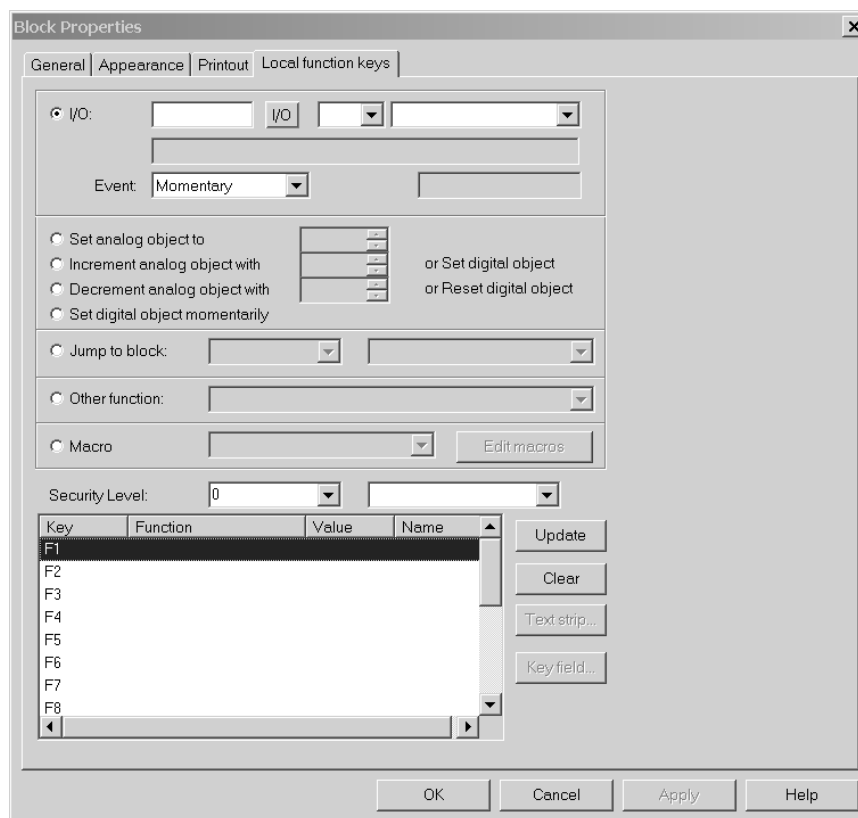 Block Properties
General Appearance Printout Local function keys
I/O: I/O
Event: Momentary
Set analog object to
Increment analog object with or Set digital object
Decrement analog object with or Reset digital object
Set digital object momentarily
Jump to block:
Other function:
Macro Edit macros
Security Level: 0
Key Function Value Name
Update
F1
F2
Clear
F3
F4
Text strip...
F5
F6
Key field...
F7
F8
OK Cancel Apply Help